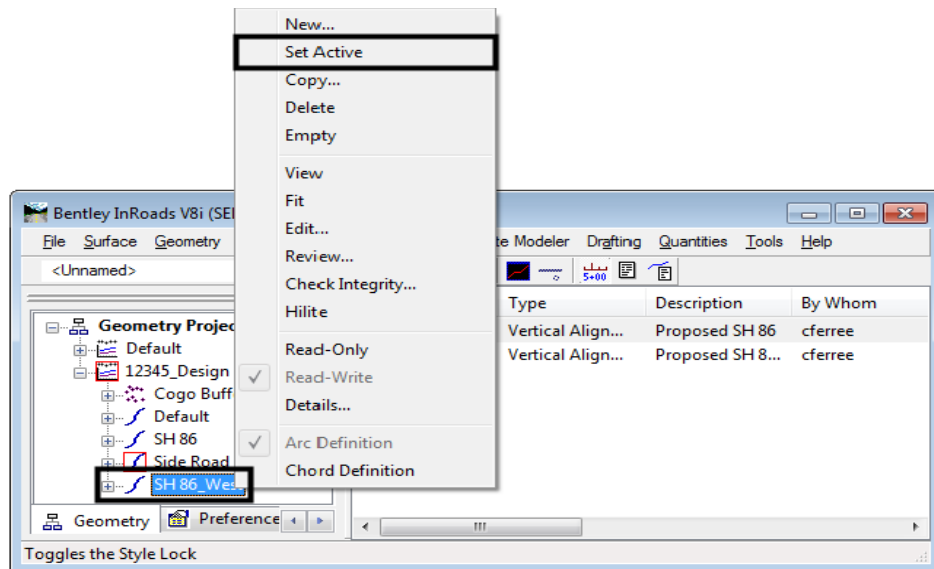 New...
Set Active
Copy...
Delete
Empty
View
Fit
Edit...
Review...
Check Integrity...
Hilite
Read-Only
Read-Write
Details...
Arc Definition
Chord Definition
Bentley InRoads V8i
File Surface Geometry Modeler Drafting Quantities Tools Help
<Unnamed>
5+00
Type Description By Whom
Geometry
Vertical Align... Proposed SH 86 cferree
Default
Vertical Align... Proposed SH 8... cferree
12345_Design
Cogo Buff
Default
SH 86
Side Road
SH 86_Wes
Geometry Preference
Toggles the Style Lock